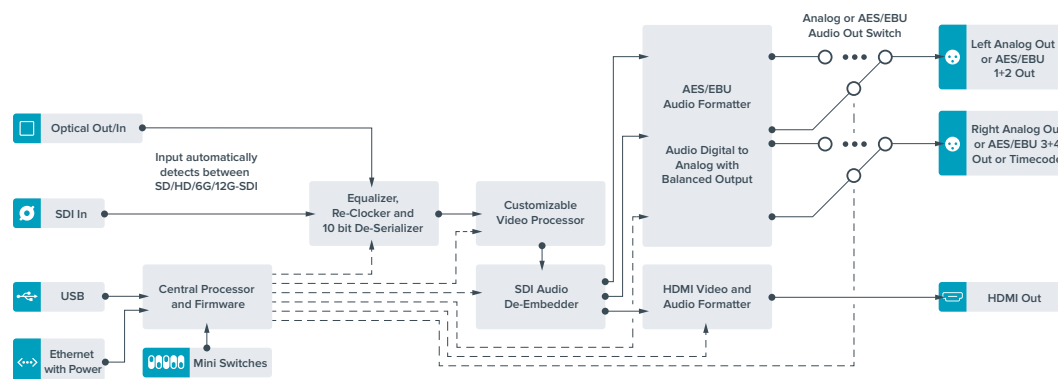 Analog or AES/EBU
Audio Out Switch
Left Analog Out
or AES/EBU
1+2 Out
AES/EBU
Audio Formatter
Optical Out/In
Right Analog Out
or AES/EBU 3+4
Out or Timecode
Input automatically
detects between
SD/HD/6G/12G-SDI
Audio Digital to
Analog with
Balanced Output
SDI In
Equalizer,
Re-Clocker and
10 bit De-Serializer
Customizable
Video Processor
USB
Central Processor
and Firmware
SDI Audio
De-Embedder
HDMI Video and
Audio Formatter
HDMI Out
Ethernet
with Power
Mini Switches